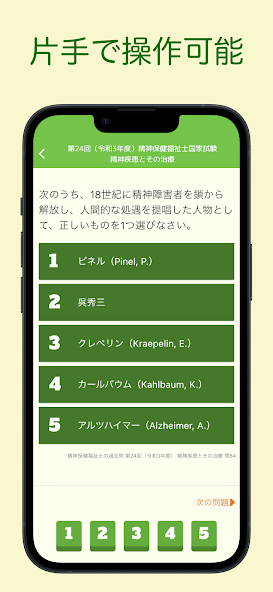 片手で操作可能
第24回（令和3年度）精神保健福祉士国家試験
精神疾患とその治療
次のうち、18世紀に精神障害者を鎖から
解放し、人間的な処遇を提唱した人物とし
て、正しいものを1つ選びなさい。
1 ピネル（Pinel, P.）
2 呉秀三
3 クレペリン（Kraepelin, E.）
4 カールバウム（Kahlbaum, K.）
5 アルツハイマー（Alzheimer, A.）
精神保健福祉士の過去問 第24回（令和3年度） 精神疾患とその治療 問84
次の問題
1 2 3 4 5